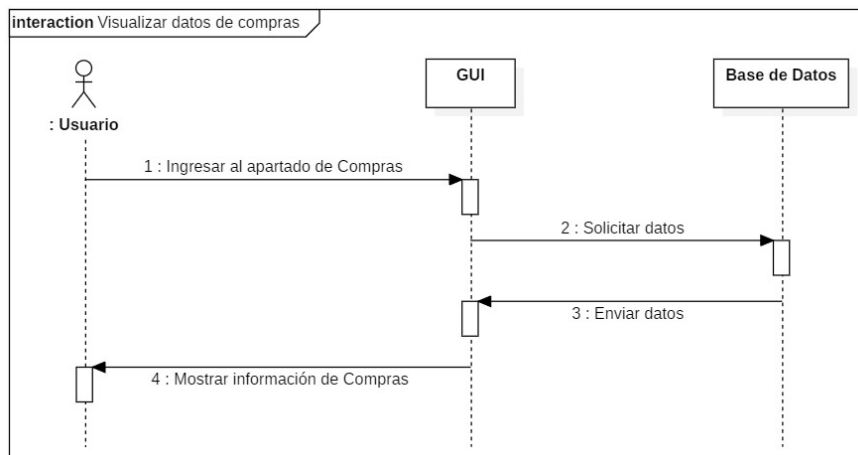 interaction Visualizar datos de compras
GUI
Base de Datos
: Usuario
1 : Ingresar al apartado de Compras
2 : Solicitar datos
3 : Enviar datos
4 : Mostrar información de Compras